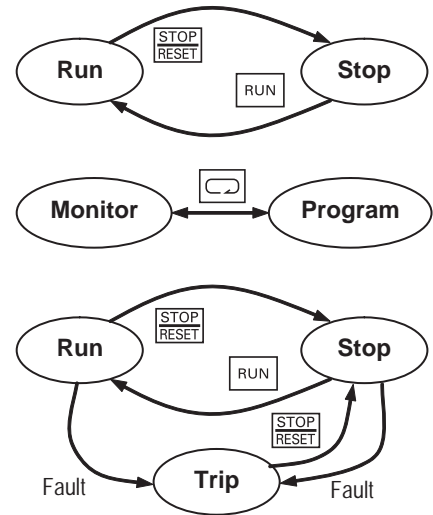 STOP
RESET
Run
Stop
RUN
Monitor
Program
STOP
RESET
Run
Stop
RUN
STOP
RESET
Trip
Fault
Fault